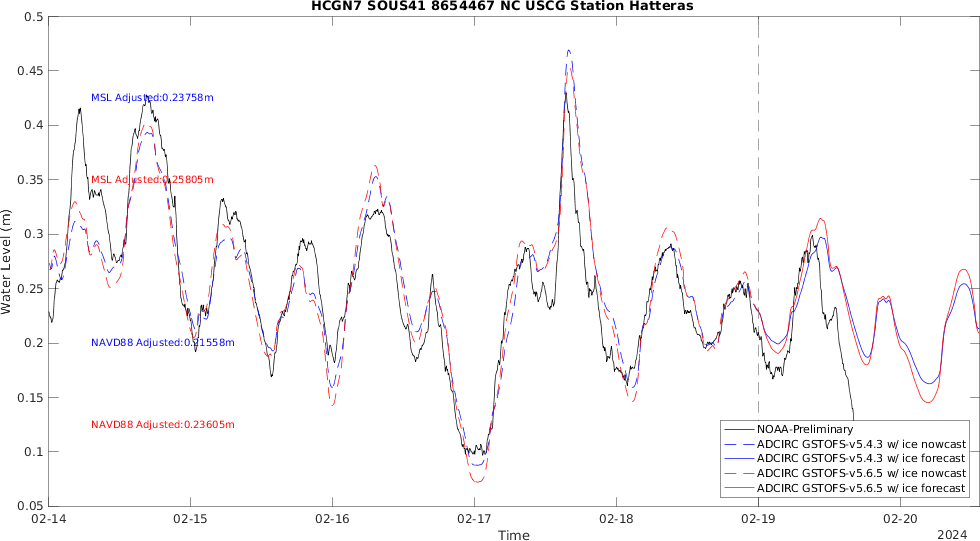 HCGN7 SOUS41 8654467 NC USCG Station Hatteras
0.5
0.45
0.4
0.35
0.3
0.25
0.2
0.15
0.1
0.05
Water Level (m)
MSL Adjusted:0.23758m
MSL Adjusted:0.25805m
NAVD88 Adjusted:0.21558m
NAVD88 Adjusted:0.23605m
NOAA-Preliminary
ADCIRC GSTOFS-v5.4.3 w/ ice nowcast
ADCIRC GSTOFS-v5.4.3 w/ ice forecast
ADCIRC GSTOFS-v5.6.5 w/ ice nowcast
ADCIRC GSTOFS-v5.6.5 w/ ice forecast
02-14 02-15 02-16 02-17 02-18 02-19 02-20
Time
2024